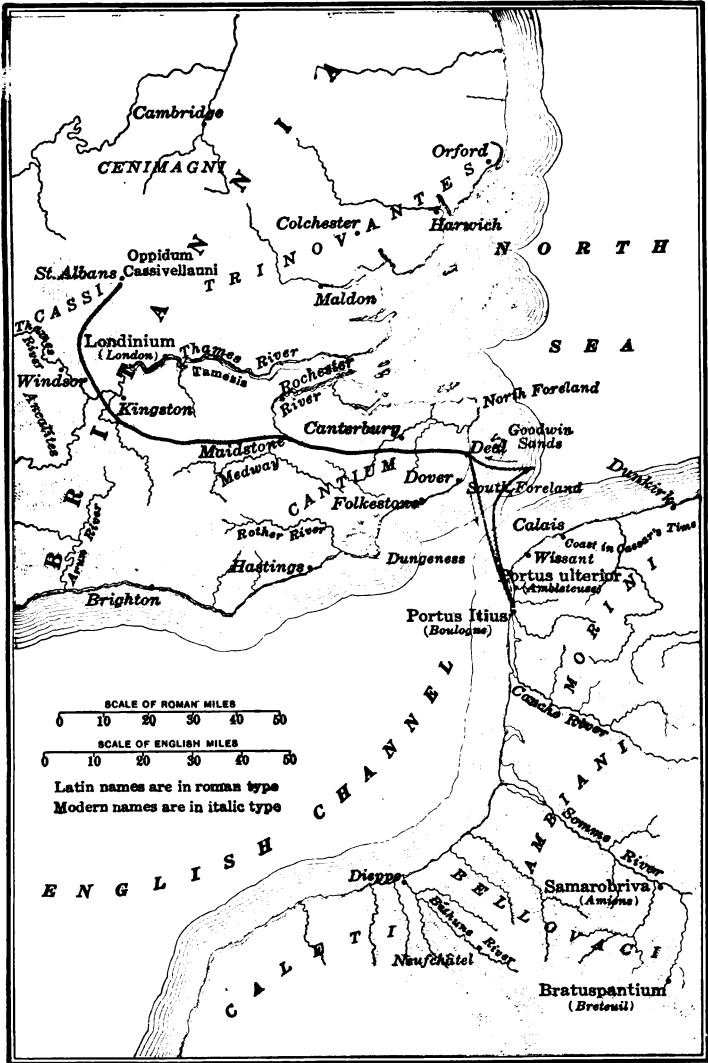 Cambridge
CENIMAGNI
BRITANNIA
Orford
Harwich
Colchester
TRINOVANTES
Maldon
NORTH
SEA
Oppidum
Cassivellauni
St. Albans
CASSI
Thames
River
Londinium
(London)
Thames River
Tamesis
Windsor
Ancalites
Kingston
Rochester
River
North Foreland
Canterbury
Goodwin
Sands
Deal
Maidstone
Medway
CANTIUM
Dover
South Foreland
Folkestone
Dunkirk
Calais
Coast in Caesar's Time
Wissant
Rother River
Arun River
Hastings
Dungeness
Portus ulterior
(Ambleteuse)
Brighton
Portus Itius
(Boulogne)
MORINI
SCALE OF ROMAN MILES
0 10 20 30 40 50
SCALE OF ENGLISH MILES
0 10 20 30 40 50
Latin names are in roman type
Modern names are in italic type
Canche River
ENGLISH CHANNEL
AMBIANI
Somme River
Dieppe
BELLOVACI
Samarobriva
(Amiens)
Béthune River
CALETI
Neufchâtel
Bratuspantium
(Breteuil)